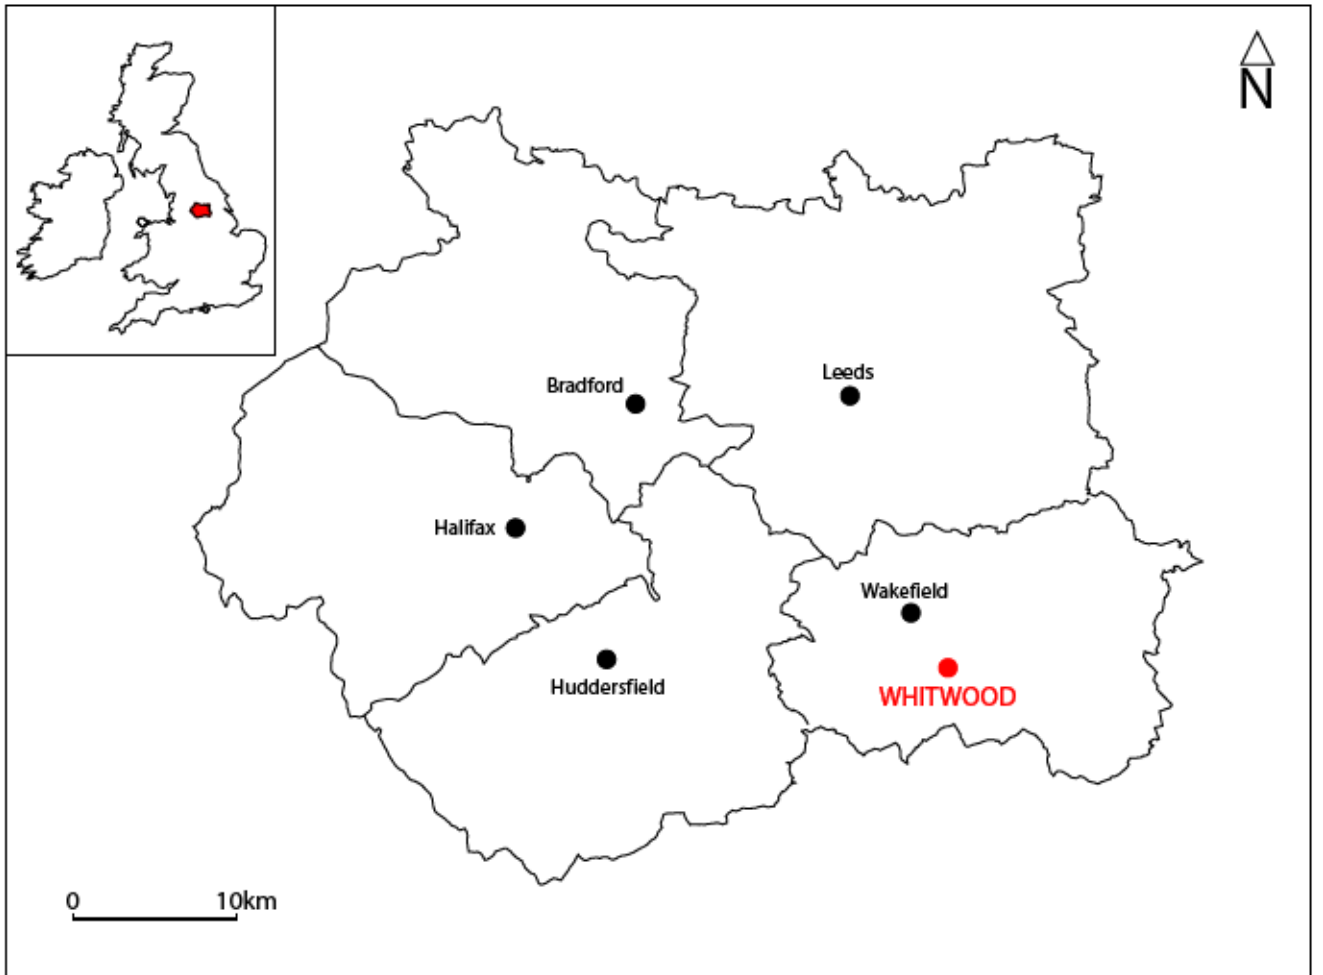 N
Leeds
Bradford
Halifax
Wakefield
Huddersfield
WHITWOOD
0 10km